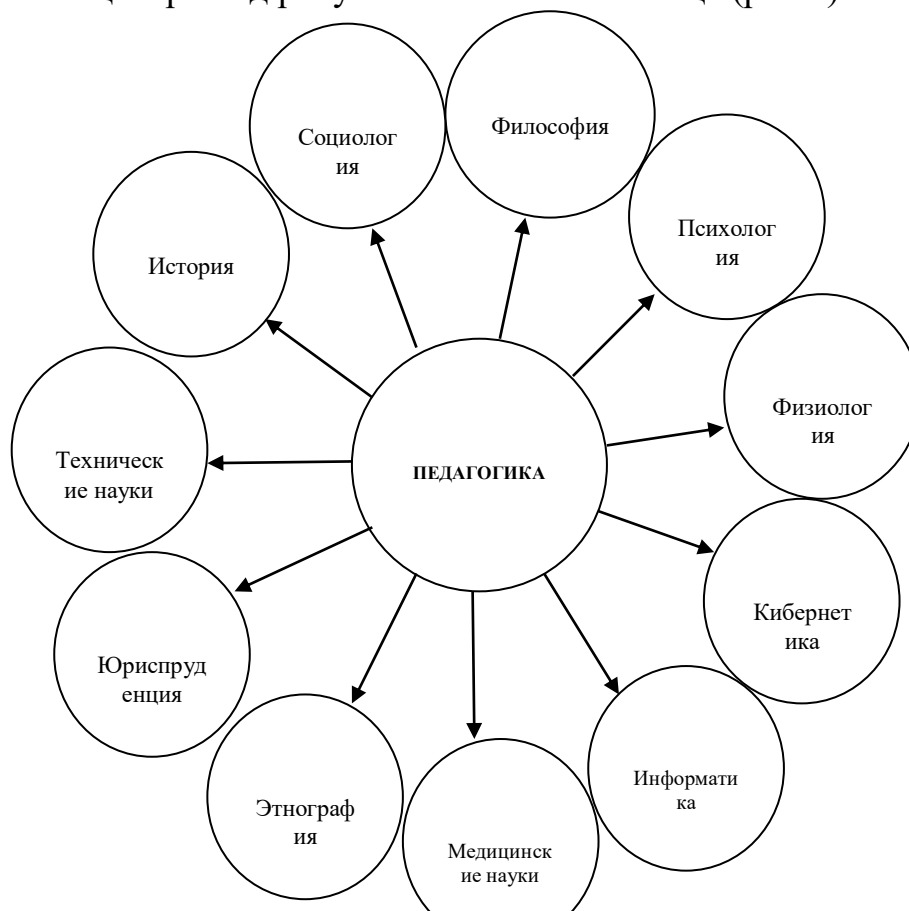 Социолог
ия
Философия
Психолог
ия
История
Физиолог
ия
Техническ
ие науки
ПЕДАГОГИКА
Кибернет
ика
Юриспруд
енция
Информати
ка
Этнограф
ия
Медицинск
ие науки